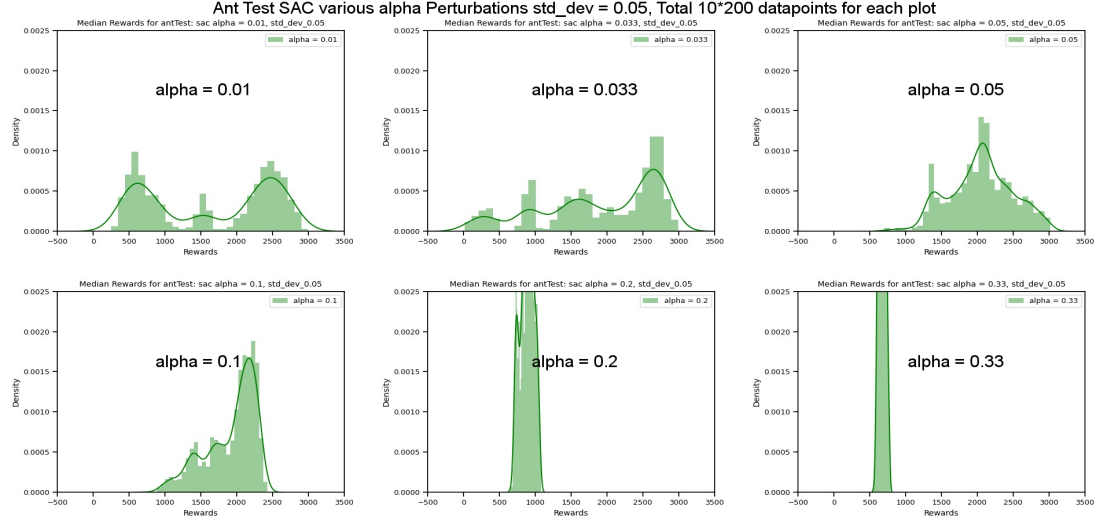 Ant Test SAC various alpha Perturbations std_dev = 0.05, Total 10*200 datapoints for each plot
Median Rewards for antTest: sac alpha = 0.01, std_dev_0.05
Median Rewards for antTest: sac alpha = 0.033, std_dev_0.05
Median Rewards for antTest: sac alpha = 0.05, std_dev_0.05
0.0025
alpha = 0.01
0.0025
alpha = 0.033
0.0025
alpha = 0.05
0.0020
0.0020
0.0020
alpha = 0.01
alpha = 0.033
alpha = 0.05
0.0015
0.0015
0.0015
Density
Density
Density
0.0010
0.0010
0.0010
0.0005
0.0005
0.0005
0.0000
0.0000
0.0000
−500 0 500 1000 1500 2000 2500 3000 3500
−500 0 500 1000 1500 2000 2500 3000 3500
−500 0 500 1000 1500 2000 2500 3000 3500
Rewards
Rewards
Rewards
Median Rewards for antTest: sac alpha = 0.1, std_dev_0.05
Median Rewards for antTest: sac alpha = 0.2, std_dev_0.05
Median Rewards for antTest: sac alpha = 0.33, std_dev_0.05
0.0025
alpha = 0.1
0.0025
alpha = 0.2
0.0025
alpha = 0.33
0.0020
0.0020
0.0020
alpha = 0.1
alpha = 0.2
alpha = 0.33
0.0015
0.0015
0.0015
Density
Density
Density
0.0010
0.0010
0.0010
0.0005
0.0005
0.0005
0.0000
0.0000
0.0000
−500 0 500 1000 1500 2000 2500 3000 3500
−500 0 500 1000 1500 2000 2500 3000 3500
−500 0 500 1000 1500 2000 2500 3000 3500
Rewards
Rewards
Rewards